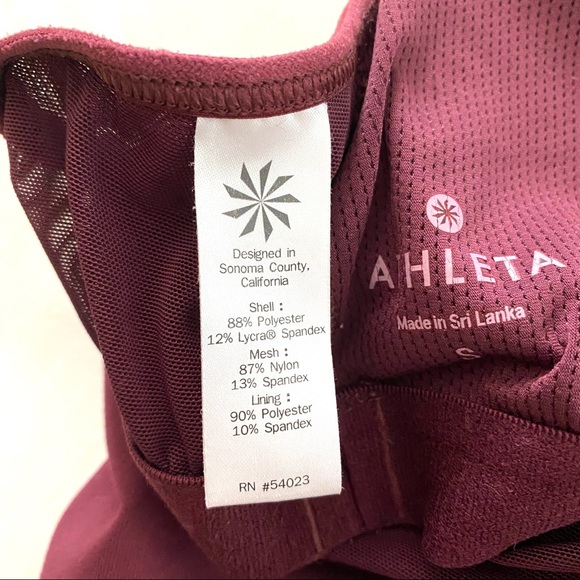 Designed in
Sonoma County,
California
Shell :
88% Polyester
12% Lycra® Spandex
Mesh :
87% Nylon
13% Spandex
Lining :
90% Polyester
10% Spandex
RN #54023
ATHLETA
Made in Sri Lanka
S